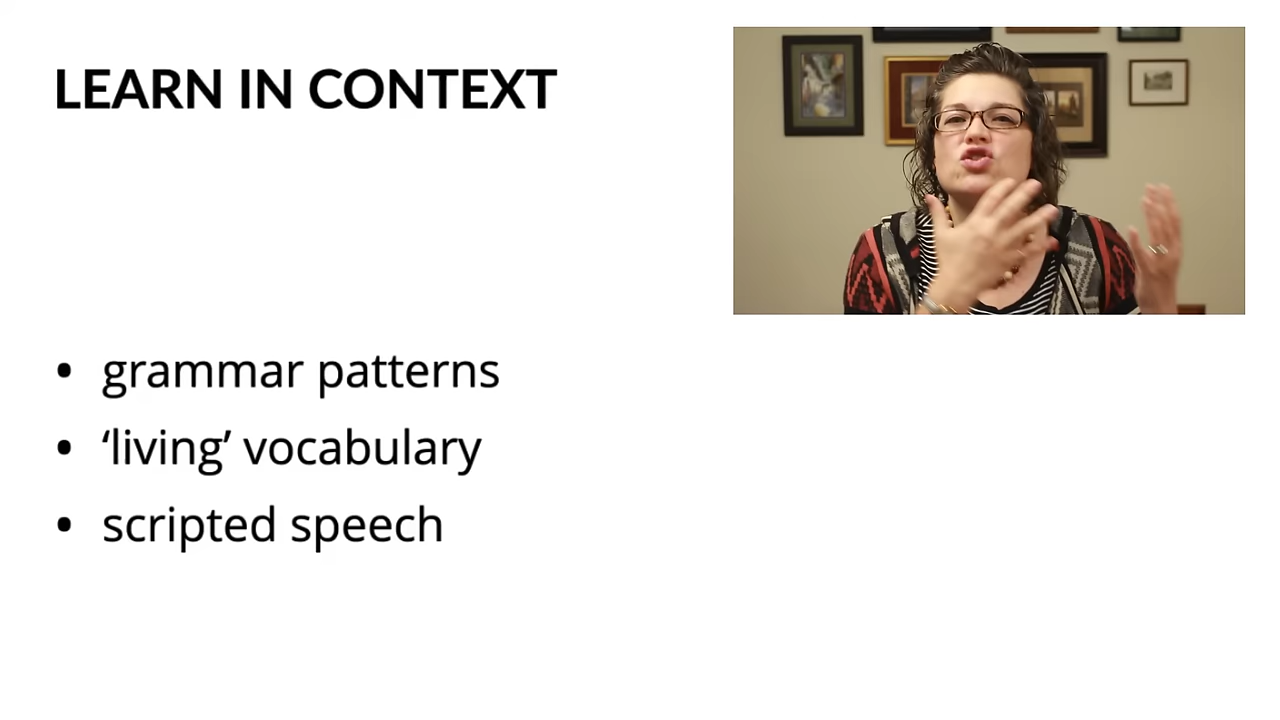 LEARN IN CONTEXT
• grammar patterns
• ‘living’ vocabulary
• scripted speech